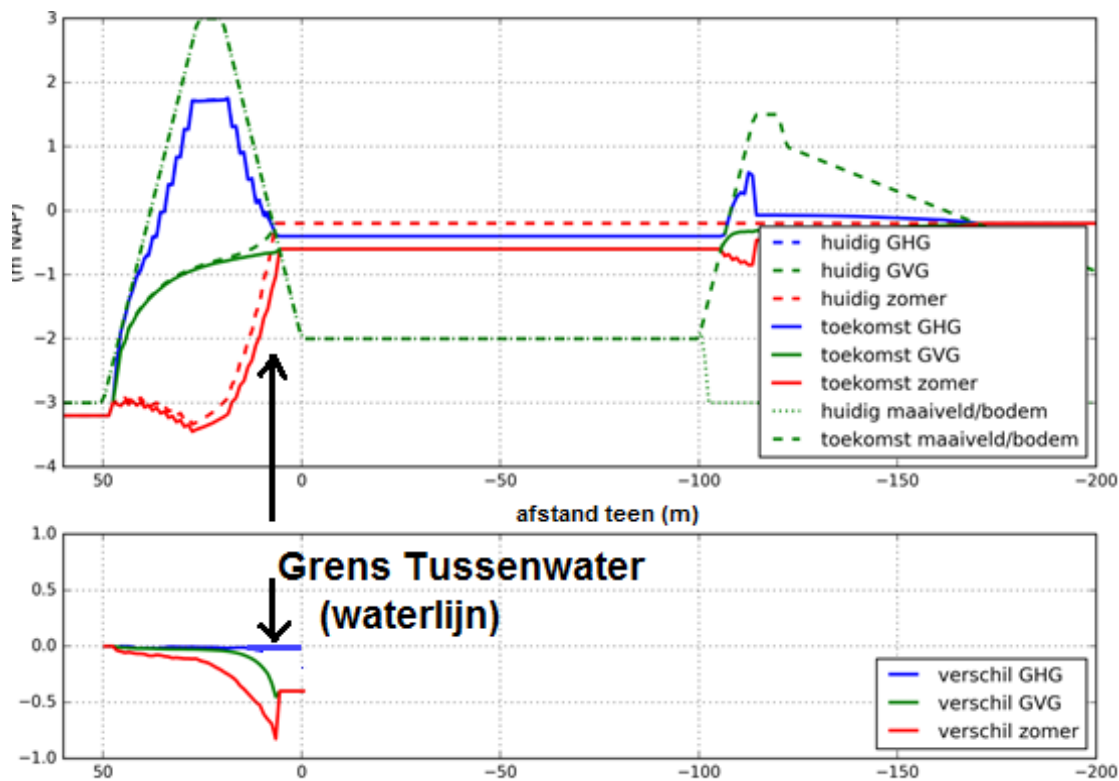 3
2
1
0
−1
−2
−3
−4
(m NAP)
huidig GHG
huidig GVG
huidig zomer
toekomst GHG
toekomst GVG
toekomst zomer
huidig maaiveld/bodem
toekomst maaiveld/bodem
50 0 −50 −100 −150 −200
afstand teen (m)
1.0
0.5
0.0
−0.5
−1.0
Grens Tussenwater
(waterlijn)
verschil GHG
verschil GVG
verschil zomer
50 0 −50 −100 −150 −200